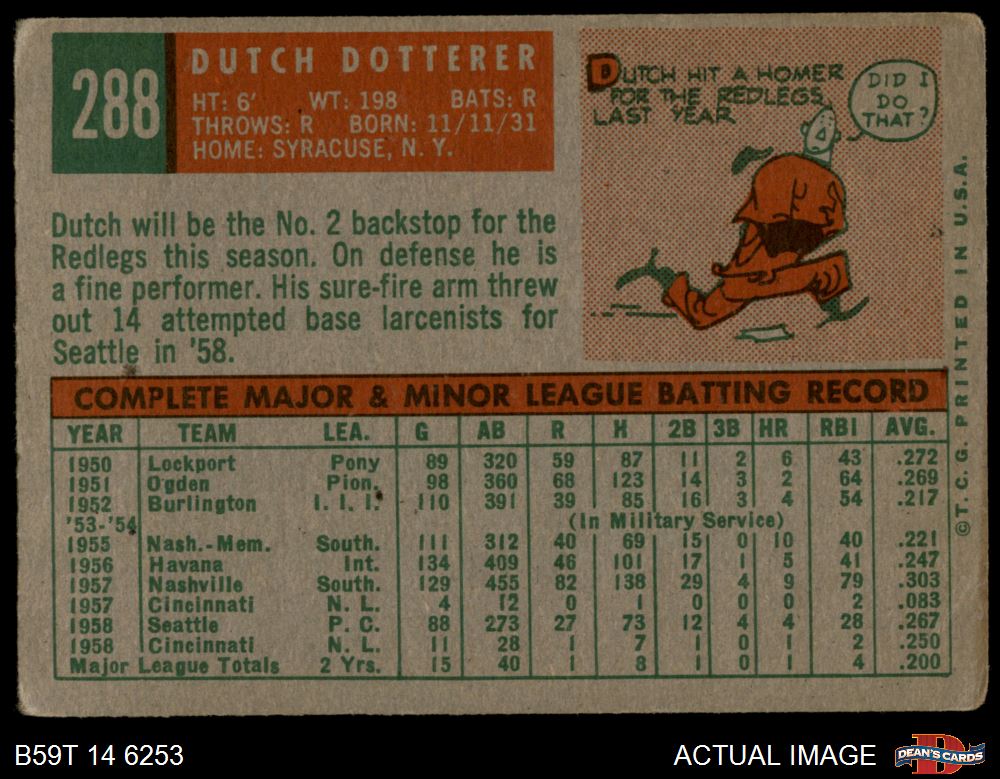 288
DUTCH DOTTERER
HT: 6' WT: 198 BATS: R
THROWS: R BORN: 11/11/31
HOME: SYRACUSE, N. Y.
DUTCH HIT A HOMER
FOR THE REDLEGS
LAST YEAR
DID I
DO
THAT?
Dutch will be the No. 2 backstop for the
Redlegs this season. On defense he is
a fine performer. His sure-fire arm threw
out 14 attempted base larcenists for
Seattle in '58.
COMPLETE MAJOR & MINOR LEAGUE BATTING RECORD
YEAR TEAM LEA. G AB R H 2B 3B HR RBI AVG.
1950 Lockport Pony 89 320 59 87 11 2 6 43 .272
1951 Ogden Pion. 98 360 68 123 14 3 2 64 .269
1952 Burlington I. I. I. 110 391 39 85 16 3 4 54 .217
'53-'54 (In Military Service)
1955 Nash.-Mem. South. 111 312 40 69 15 0 10 40 .221
1956 Havana Int. 134 409 46 101 17 1 5 41 .247
1957 Nashville South. 129 455 82 138 29 4 9 79 .303
1957 Cincinnati N. L. 4 12 0 1 0 0 0 2 .083
1958 Seattle P. C. 88 273 27 73 12 4 4 28 .267
1958 Cincinnati N. L. 11 28 1 7 1 0 1 2 .250
Major League Totals 2 Yrs. 15 40 1 8 1 0 1 4 .200
©T. C. G. PRINTED IN U.S.A.
B59T 14 6253
ACTUAL IMAGE
DEAN'S CARDS